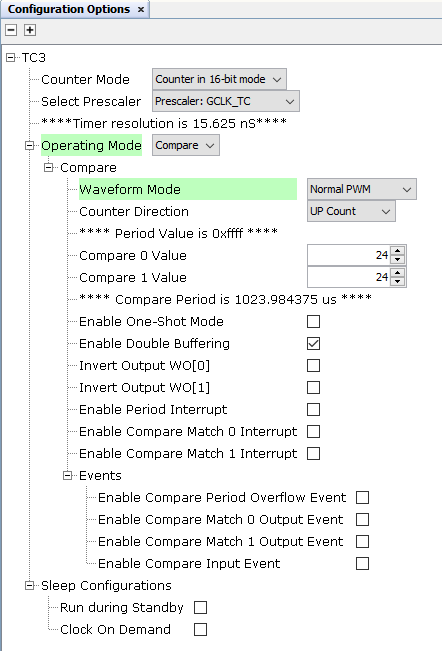 Configuration Options ×
TC3
Counter Mode Counter in 16-bit mode
Select Prescaler Prescaler: GCLK_TC
****Timer resolution is 15.625 nS****
Operating Mode Compare
Compare
Waveform Mode Normal PWM
Counter Direction UP Count
**** Period Value is 0xffff ****
Compare 0 Value 24
Compare 1 Value 24
**** Compare Period is 1023.984375 us ****
Enable One-Shot Mode
Enable Double Buffering
Invert Output WO[0]
Invert Output WO[1]
Enable Period Interrupt
Enable Compare Match 0 Interrupt
Enable Compare Match 1 Interrupt
Events
Enable Compare Period Overflow Event
Enable Compare Match 0 Output Event
Enable Compare Match 1 Output Event
Enable Compare Input Event
Sleep Configurations
Run during Standby
Clock On Demand